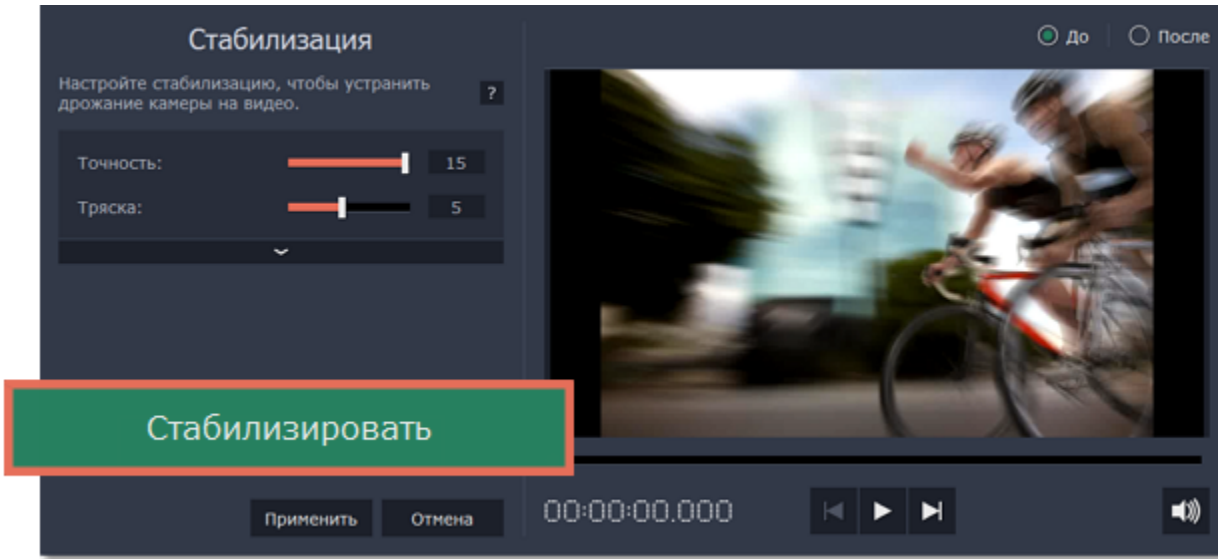 Стабилизация
Настройте стабилизацию, чтобы устранить
дрожание камеры на видео.
?
Точность: 15
Тряска: 5
Стабилизировать
Применить Отмена
До После
00:00:00.000